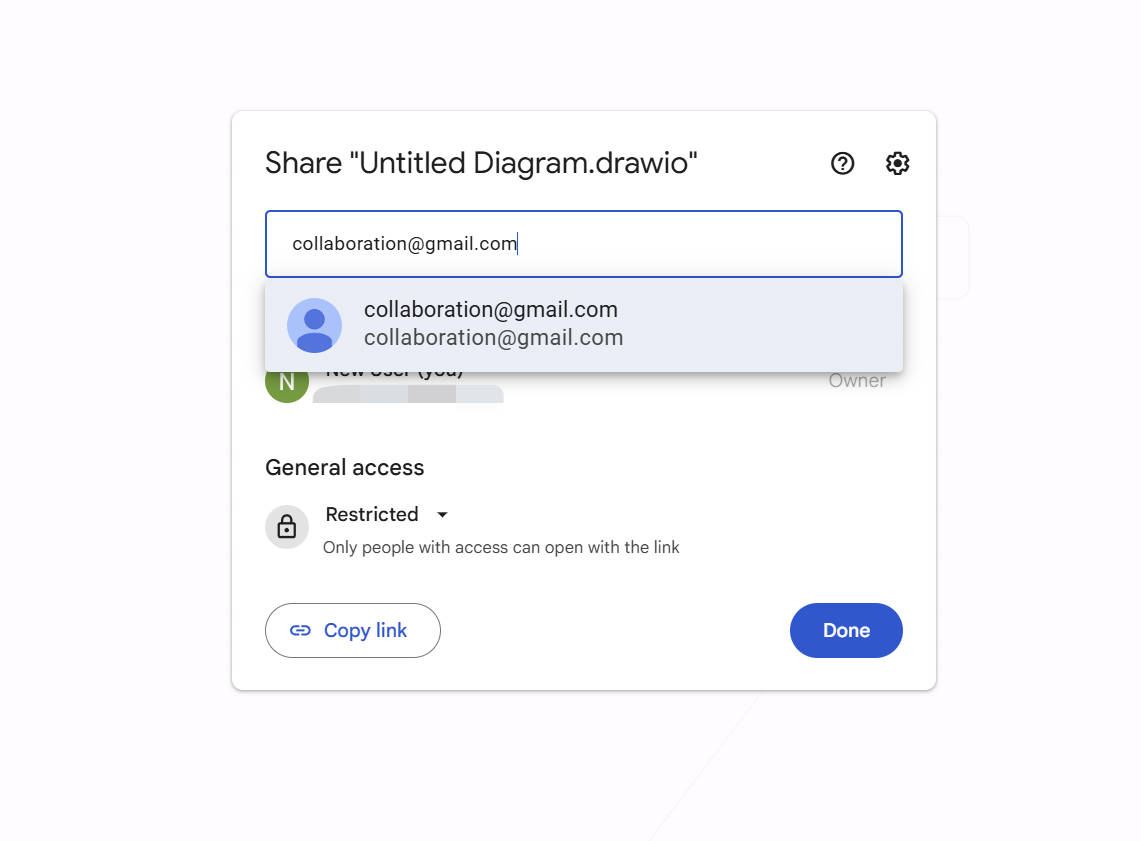 Share "Untitled Diagram.drawio"
collaboration@gmail.com
collaboration@gmail.com
collaboration@gmail.com
N
New User (you)
Owner
General access
Restricted
Only people with access can open with the link
Copy link
Done